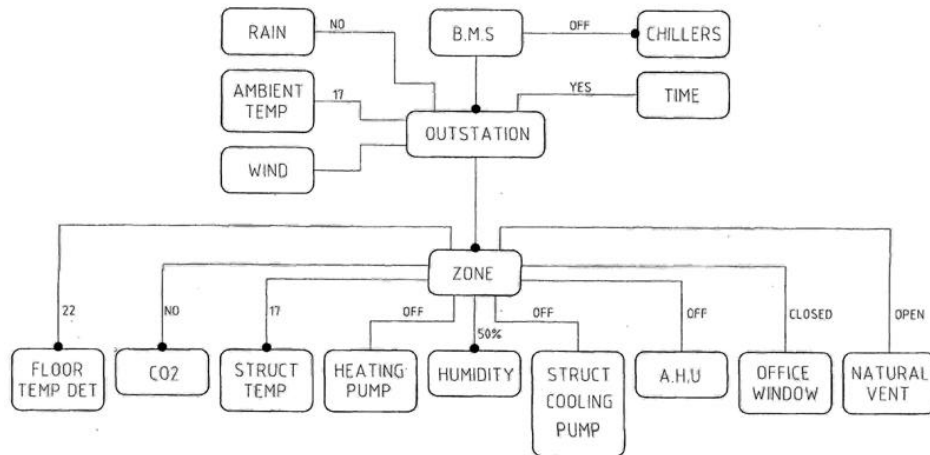 RAIN
NO
B.M.S
OFF
CHILLERS
AMBIENT
TEMP
17
YES
TIME
OUTSTATION
WIND
ZONE
22
NO
17
OFF
50%
OFF
OFF
CLOSED
OPEN
FLOOR
TEMP DET
CO2
STRUCT
TEMP
HEATING
PUMP
HUMIDITY
STRUCT
COOLING
PUMP
A.H.U
OFFICE
WINDOW
NATURAL
VENT